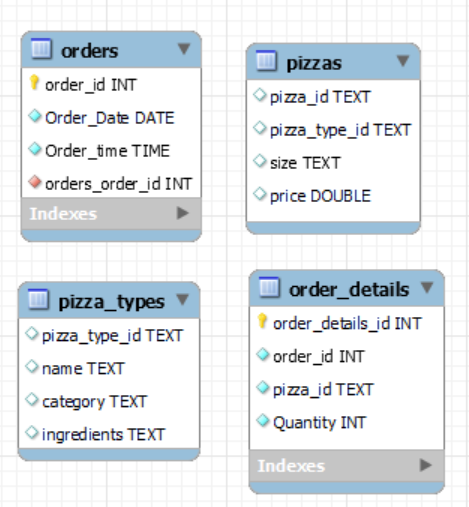 orders
order_id INT
Order_Date DATE
Order_time TIME
orders_order_id INT
Indexes
pizzas
pizza_id TEXT
pizza_type_id TEXT
size TEXT
price DOUBLE
pizza_types
pizza_type_id TEXT
name TEXT
category TEXT
ingredients TEXT
order_details
order_details_id INT
order_id INT
pizza_id TEXT
Quantity INT
Indexes